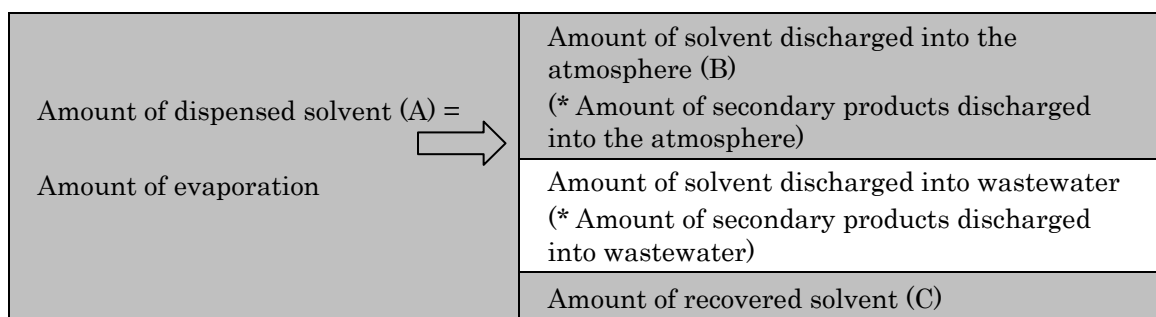 Amount of dispensed solvent (A) =
Amount of evaporation
Amount of solvent discharged into the
atmosphere (B)
(* Amount of secondary products discharged
into the atmosphere)
Amount of solvent discharged into wastewater
(* Amount of secondary products discharged
into wastewater)
Amount of recovered solvent (C)